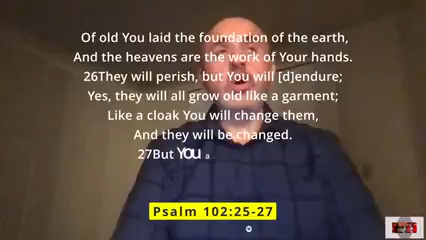 Of old You laid the foundation of the earth,
And the heavens are the work of Your hands.
26They will perish, but You will [d]endure;
Yes, they will all grow old like a garment;
Like a cloak You will change them,
And they will be changed.
27But You a
Psalm 102:25-27